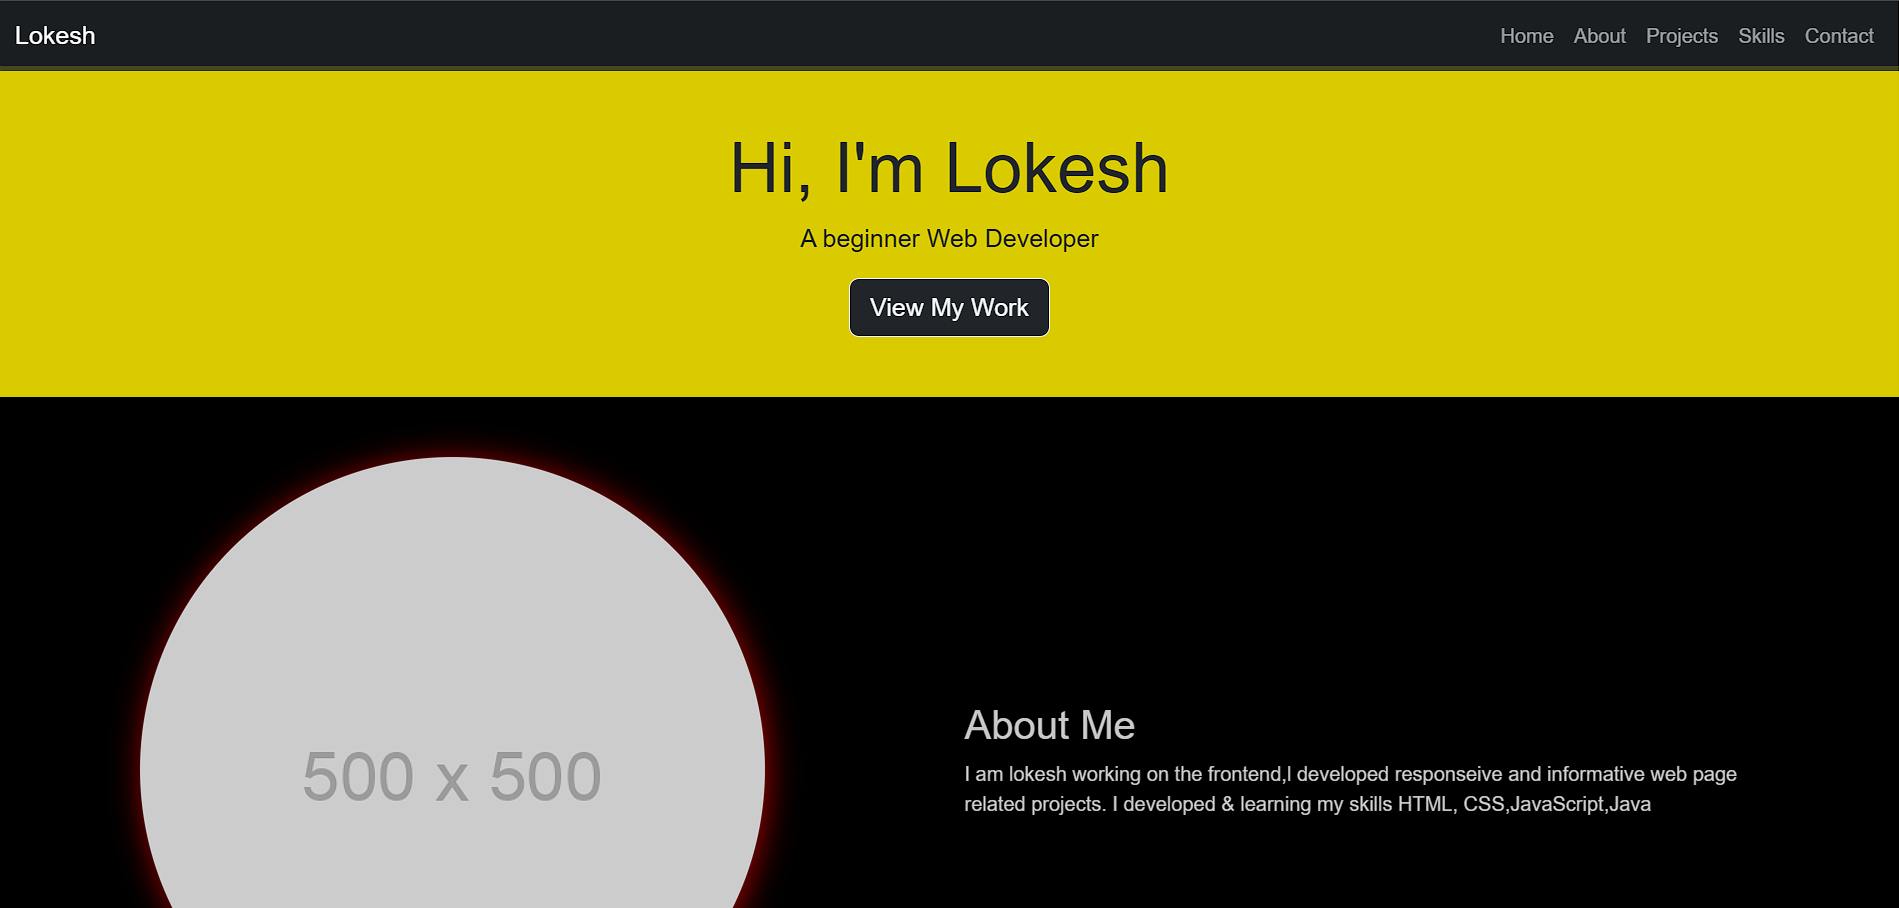 Lokesh
Home About Projects Skills Contact
Hi, I'm Lokesh
A beginner Web Developer
View My Work
500 x 500
About Me
I am lokesh working on the frontend,I developed responseive and informative web page
related projects. I developed & learning my skills HTML, CSS,JavaScript,Java